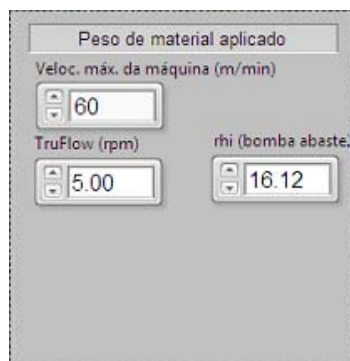 Peso de material aplicado
Veloc. máx. da máquina (m/min)
60
TruFlow (rpm) rhi (bomba abaste.
5.00 16.12